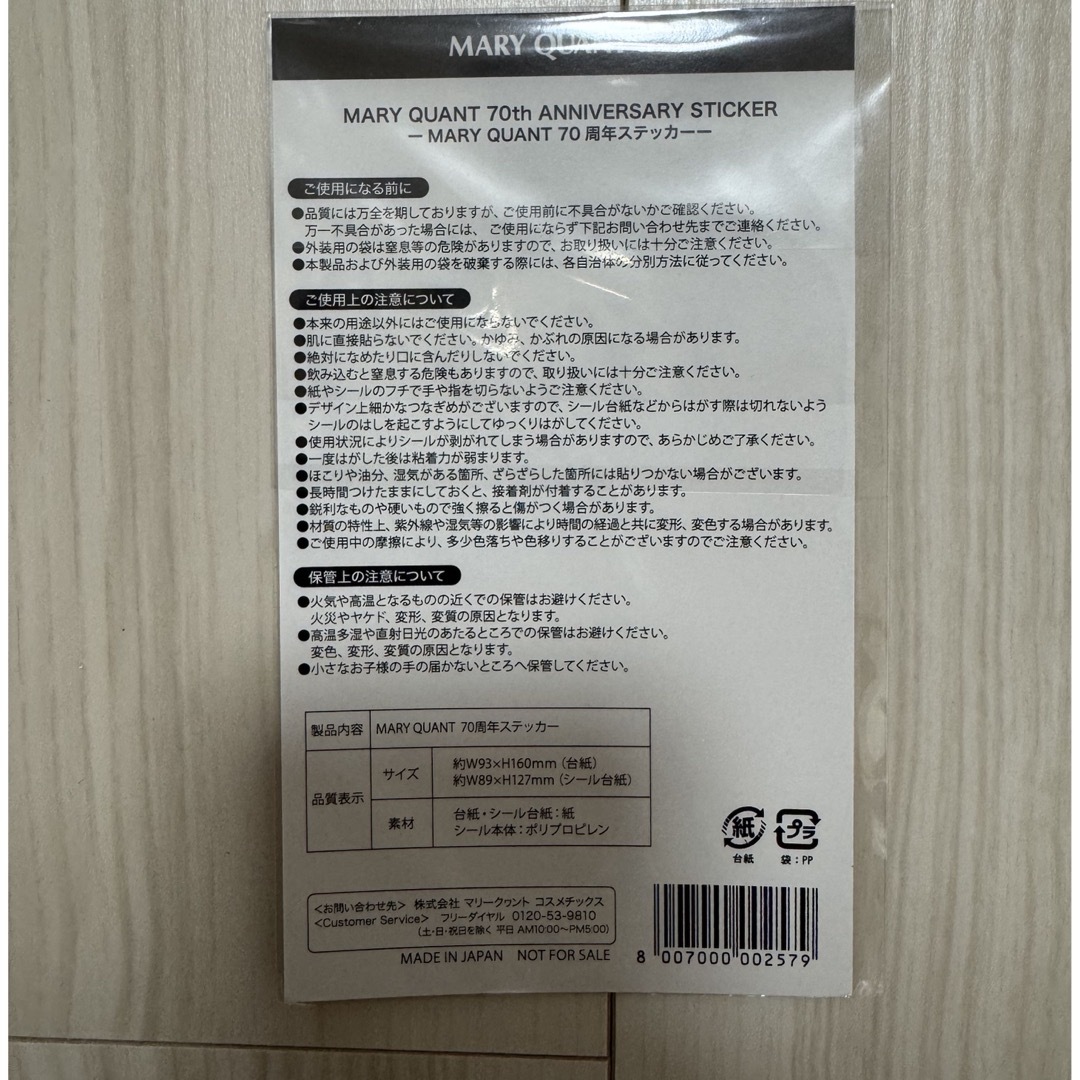 MARY QUANT
MARY QUANT 70th ANNIVERSARY STICKER
ー MARY QUANT 70 周年ステッカーー
ご使用になる前に
●品質には万全を期しておりますが、ご使用前に不具合がないかご確認ください。
万一不具合があった場合には、ご使用にならず下記お問い合わせ先までご連絡ください。
●外装用の袋は窒息等の危険がありますので、お取り扱いには十分ご注意ください。
●本製品および外装用の袋を破棄する際には、各自治体の分別方法に従ってください。
ご使用上の注意について
●本来の用途以外にはご使用にならないでください。
●肌に直接貼らないでください。かゆみ、かぶれの原因になる場合があります。
●絶対になめたり口に含んだりしないでください。
●飲み込むと窒息する危険もありますので、取り扱いには十分ご注意ください。
●紙やシールのフチで手や指を切らないようご注意ください。
●デザイン上細かなつなぎめがございますので、シール台紙などからはがす際は切れないよう
シールのはしを起こすようにしてゆっくりはがしてください。
●使用状況によりシールが剥がれてしまう場合がありますので、あらかじめご了承ください。
●一度はがした後は粘着力が弱まります。
●ほこりや油分、湿気がある箇所、ざらざらした箇所には貼りつかない場合がございます。
●長時間つけたままにしておくと、接着剤が付着することがあります。
●鋭利なものや硬いもので強く擦ると傷がつく場合があります。
●材質の特性上、紫外線や湿気等の影響により時間の経過と共に変形、変色する場合があります。
●ご使用中の摩擦により、多少色落ちや色移りすることがございますのでご注意ください。
保管上の注意について
●火気や高温となるものの近くでの保管はお避けください。
火災やヤケド、変形、変質の原因となります。
●高温多湿や直射日光のあたるところでの保管はお避けください。
変色、変形、変質の原因となります。
●小さなお子様の手の届かないところへ保管してください。
製品内容 MARY QUANT 70周年ステッカー
品質表示 サイズ 約W93×H160mm（台紙）
約W89×H127mm（シール台紙）
素材 台紙・シール台紙：紙
シール本体：ポリプロピレン
紙 プラ
台紙 袋：PP
＜お問い合わせ先＞ 株式会社 マリークヮント コスメチックス
＜Customer Service＞ フリーダイヤル 0120-53-9810
（土・日・祝日を除く 平日 AM10:00〜PM5:00）
MADE IN JAPAN NOT FOR SALE
8 007000 002579